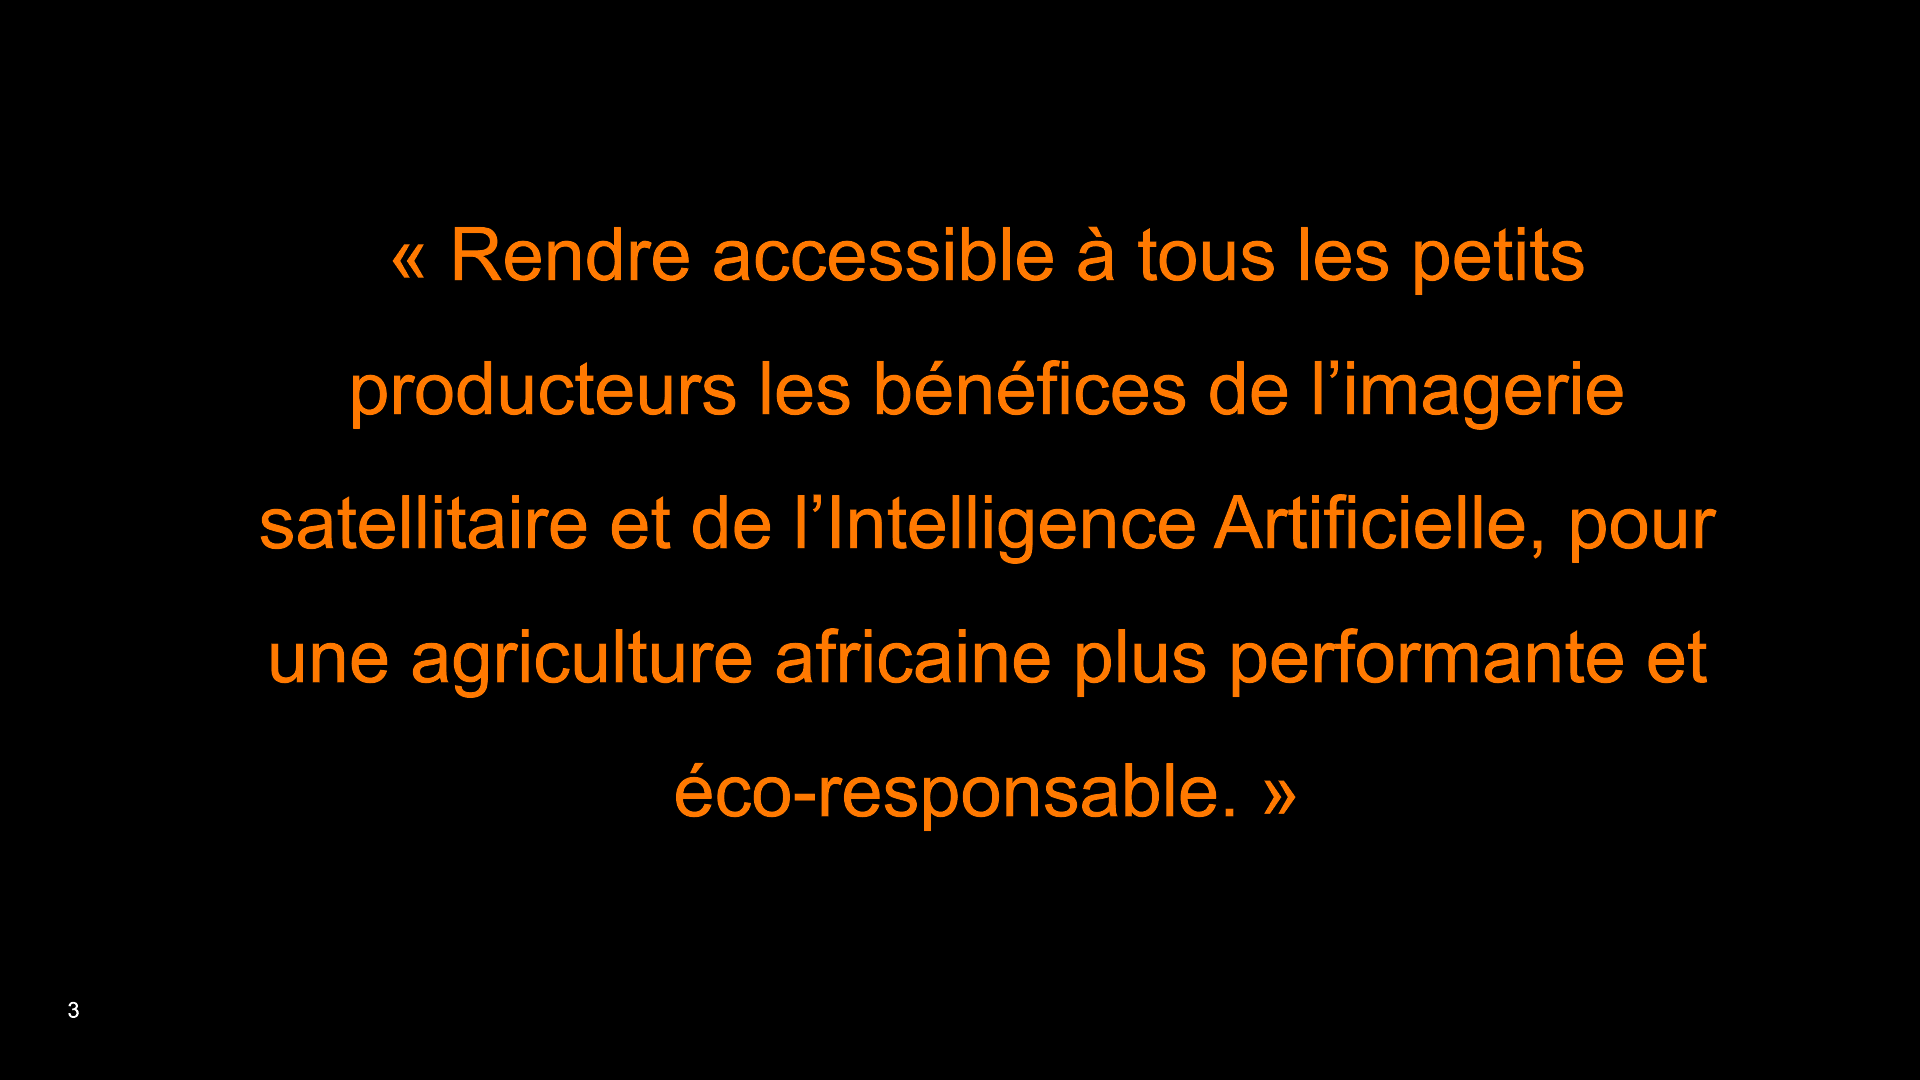 « Rendre accessible à tous les petits
producteurs les bénéfices de l’imagerie
satellitaire et de l’Intelligence Artificielle, pour
une agriculture africaine plus performante et
éco-responsable. »
3